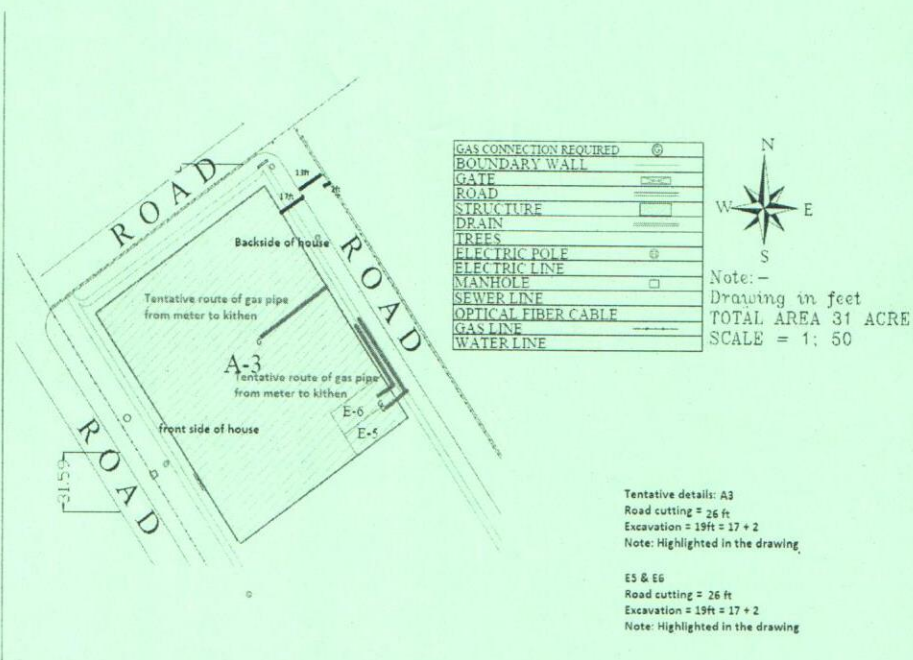 ROAD
17ft
Backside of house
ROAD
Tentative route of gas pipe
from meter to kithen
A-3
Tentative route of gas pipe
from meter to kithen
E-6
E-5
front side of house
ROAD
31.59
GAS CONNECTION REQUIRED
BOUNDARY WALL
GATE
ROAD
STRUCTURE
DRAIN
TREES
ELECTRIC POLE
ELECTRIC LINE
MANHOLE
SEWER LINE
OPTICAL FIBER CABLE
GAS LINE
WATER LINE
N
W E
S
Note:-
Drawing in feet
TOTAL AREA 31 ACRE
SCALE = 1: 50
Tentative details: A3
Road cutting = 26 ft
Excavation = 19ft = 17 + 2
Note: Highlighted in the drawing
E5 & E6
Road cutting = 26 ft
Excavation = 19ft = 17 + 2
Note: Highlighted in the drawing